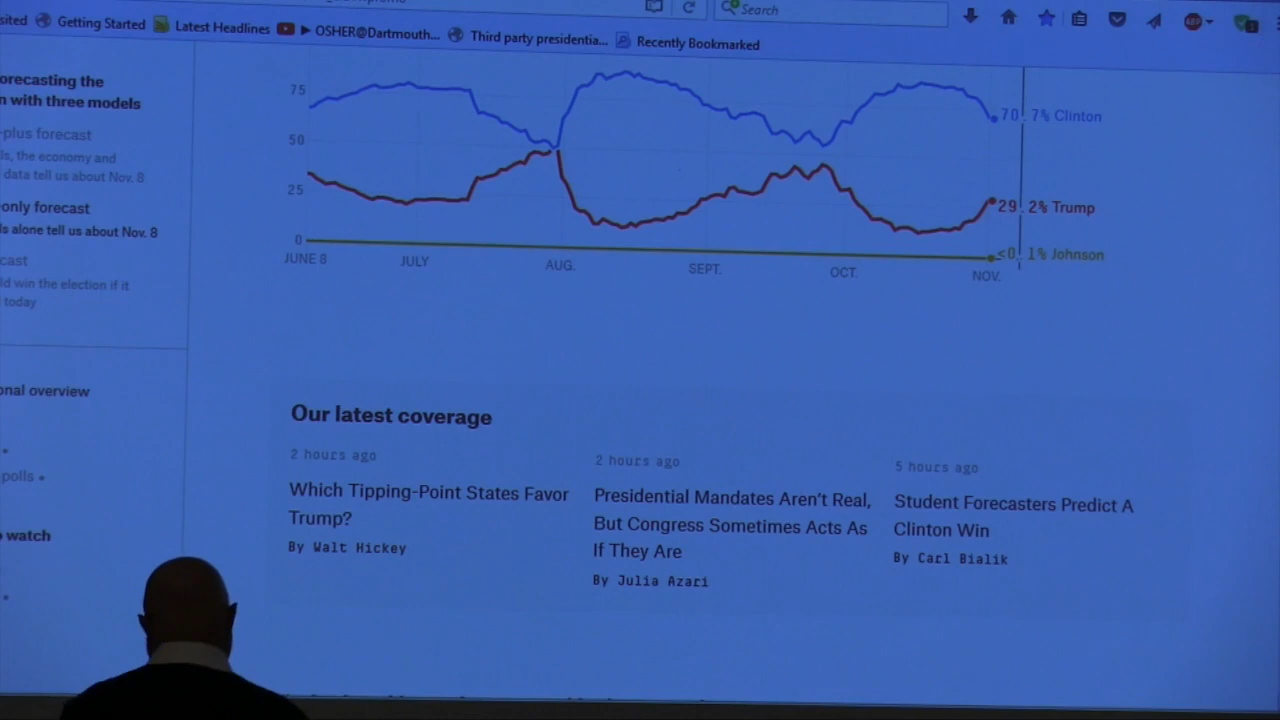 Search
sited Getting Started Latest Headlines ▶ OSHER@Dartmouth... Third party presidentia... Recently Bookmarked
orecasting the
n with three models
-plus forecast
ls, the economy and
data tell us about Nov. 8
-only forecast
ls alone tell us about Nov. 8
cast
ld win the election if it
today
onal overview
polls
watch
75
50
25
0
JUNE 8 JULY AUG. SEPT. OCT. NOV.
70.7% Clinton
29.2% Trump
<0.1% Johnson
Our latest coverage
2 hours ago
Which Tipping-Point States Favor
Trump?
By Walt Hickey
2 hours ago
Presidential Mandates Aren't Real,
But Congress Sometimes Acts As
If They Are
By Julia Azari
5 hours ago
Student Forecasters Predict A
Clinton Win
By Carl Bialik